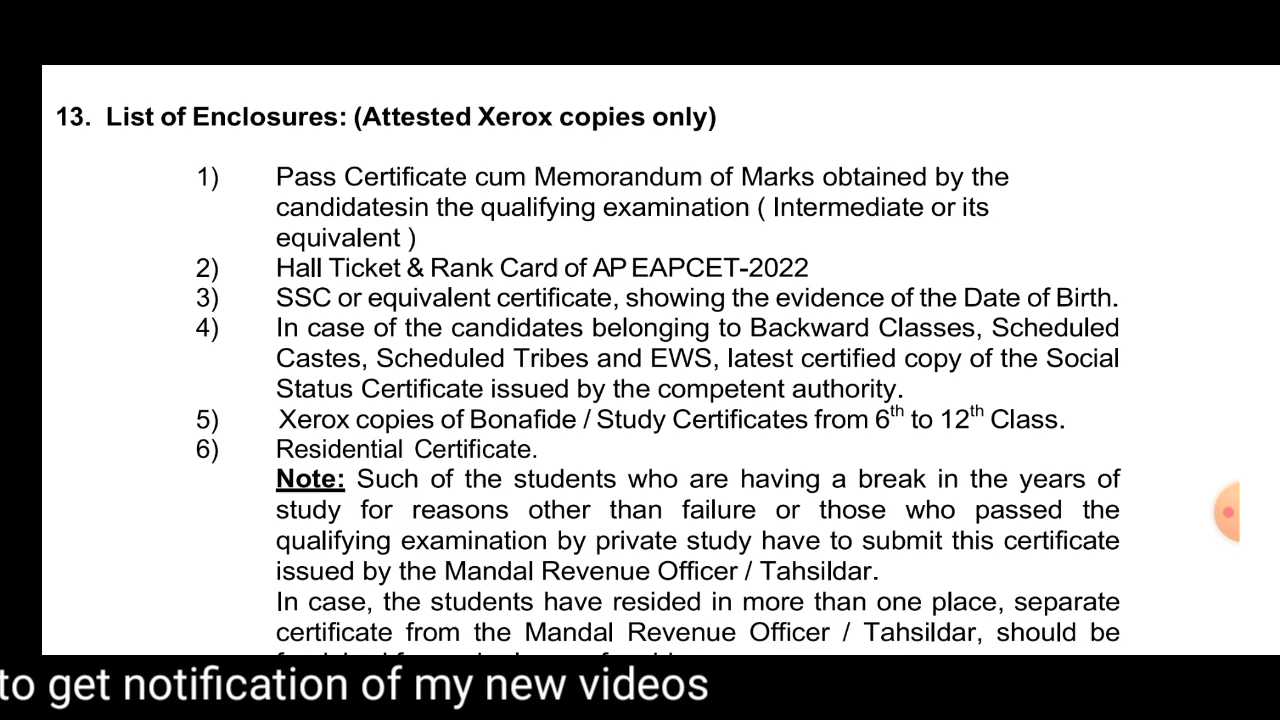 13. List of Enclosures: (Attested Xerox copies only)
1) Pass Certificate cum Memorandum of Marks obtained by the
candidatesin the qualifying examination ( Intermediate or its
equivalent )
2) Hall Ticket & Rank Card of AP EAPCET-2022
3) SSC or equivalent certificate, showing the evidence of the Date of Birth.
4) In case of the candidates belonging to Backward Classes, Scheduled
Castes, Scheduled Tribes and EWS, latest certified copy of the Social
Status Certificate issued by the competent authority.
5) Xerox copies of Bonafide / Study Certificates from 6th to 12th Class.
6) Residential Certificate.
Note: Such of the students who are having a break in the years of
study for reasons other than failure or those who passed the
qualifying examination by private study have to submit this certificate
issued by the Mandal Revenue Officer / Tahsildar.
In case, the students have resided in more than one place, separate
certificate from the Mandal Revenue Officer / Tahsildar, should be
to get notification of my new videos